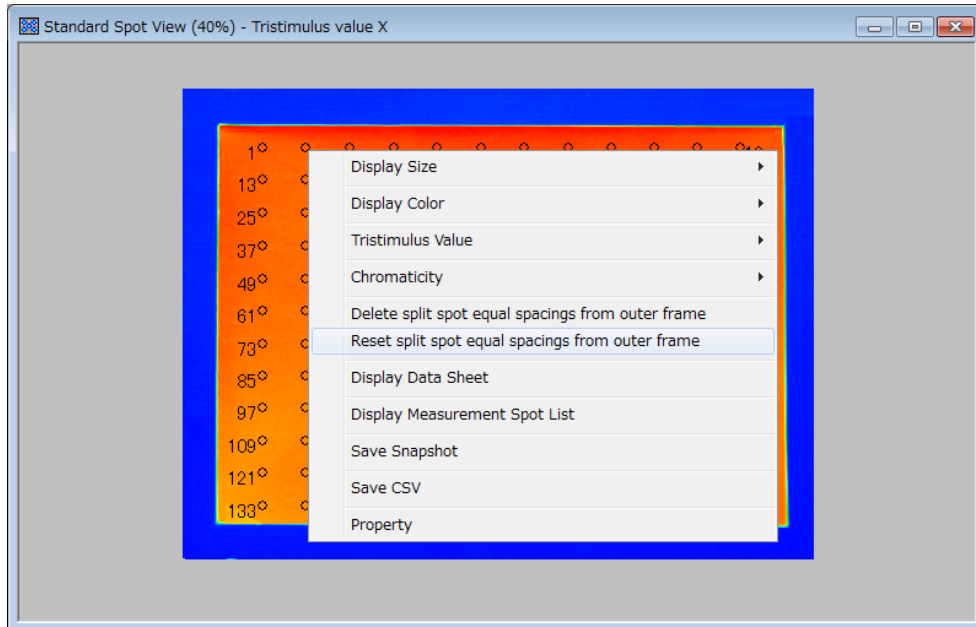 Standard Spot View (40%) - Tristimulus value X
1
13
25
37
49
61
73
85
97
109
121
133
Display Size
Display Color
Tristimulus Value
Chromaticity
Delete split spot equal spacings from outer frame
Reset split spot equal spacings from outer frame
Display Data Sheet
Display Measurement Spot List
Save Snapshot
Save CSV
Property